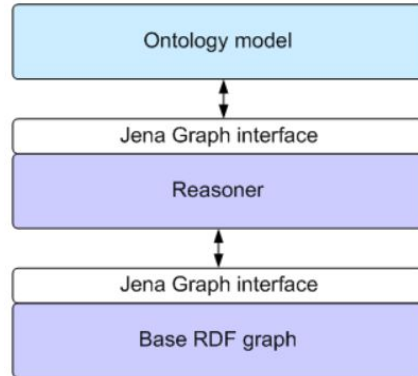 Ontology model
Jena Graph interface
Reasoner
Jena Graph interface
Base RDF graph